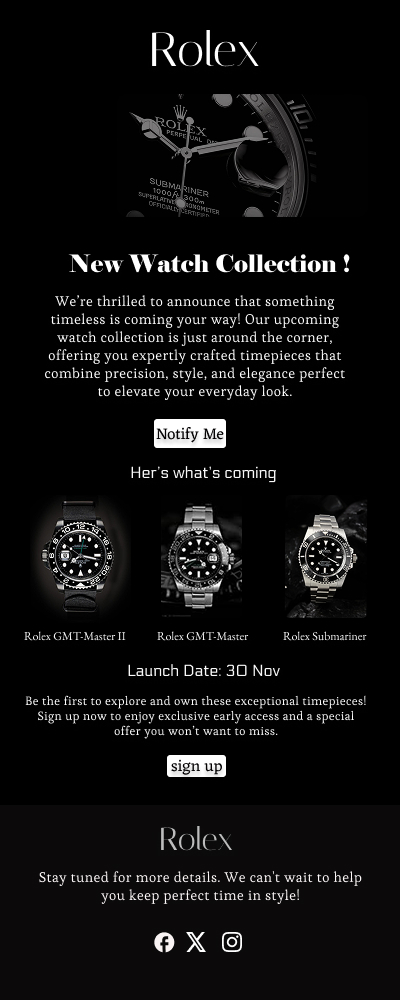 Rolex
ROLEX
PERPETUAL DA
SUBMARINER
1000ft=300m
SUPERLATIVE CHRONOMETER
OFFICIALLY CERTIFIED
New Watch Collection !
We're thrilled to announce that something
timeless is coming your way! Our upcoming
watch collection is just around the corner,
offering you expertly crafted timepieces that
combine precision, style, and elegance perfect
to elevate your everyday look.
Notify Me
Her's what's coming
Rolex GMT-Master II
Rolex GMT-Master
Rolex Submariner
Launch Date: 30 Nov
Be the first to explore and own these exceptional timepieces!
Sign up now to enjoy exclusive early access and a special
offer you won't want to miss.
sign up
Rolex
Stay tuned for more details. We can't wait to help
you keep perfect time in style!